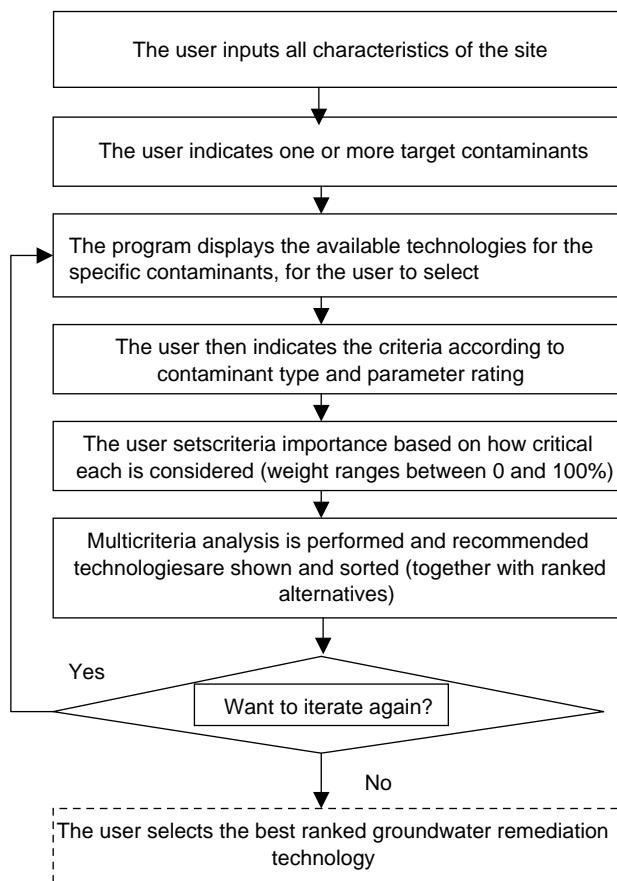 The user inputs all characteristics of the site
The user indicates one or more target contaminants
The program displays the available technologies for the
specific contaminants, for the user to select
The user then indicates the criteria according to
contaminant type and parameter rating
The user setscriteria importance based on how critical
each is considered (weight ranges between 0 and 100%)
Multicriteria analysis is performed and recommended
technologiesare shown and sorted (together with ranked
alternatives)
Yes
Want to iterate again?
No
The user selects the best ranked groundwater remediation
technology